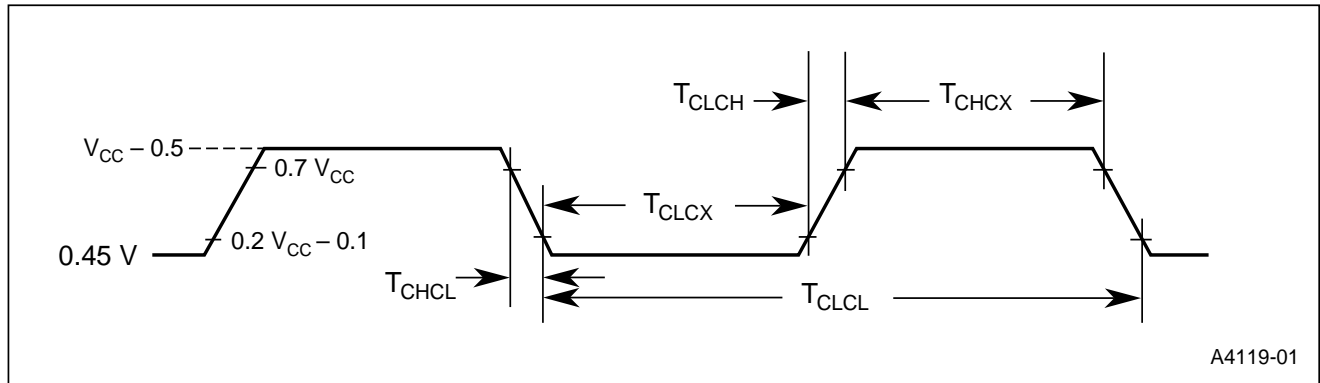 T_CLCH
T_CHCX
V_CC – 0.5
0.7 V_CC
T_CLCX
0.2 V_CC – 0.1
0.45 V
T_CHCL
T_CLCL
A4119-01